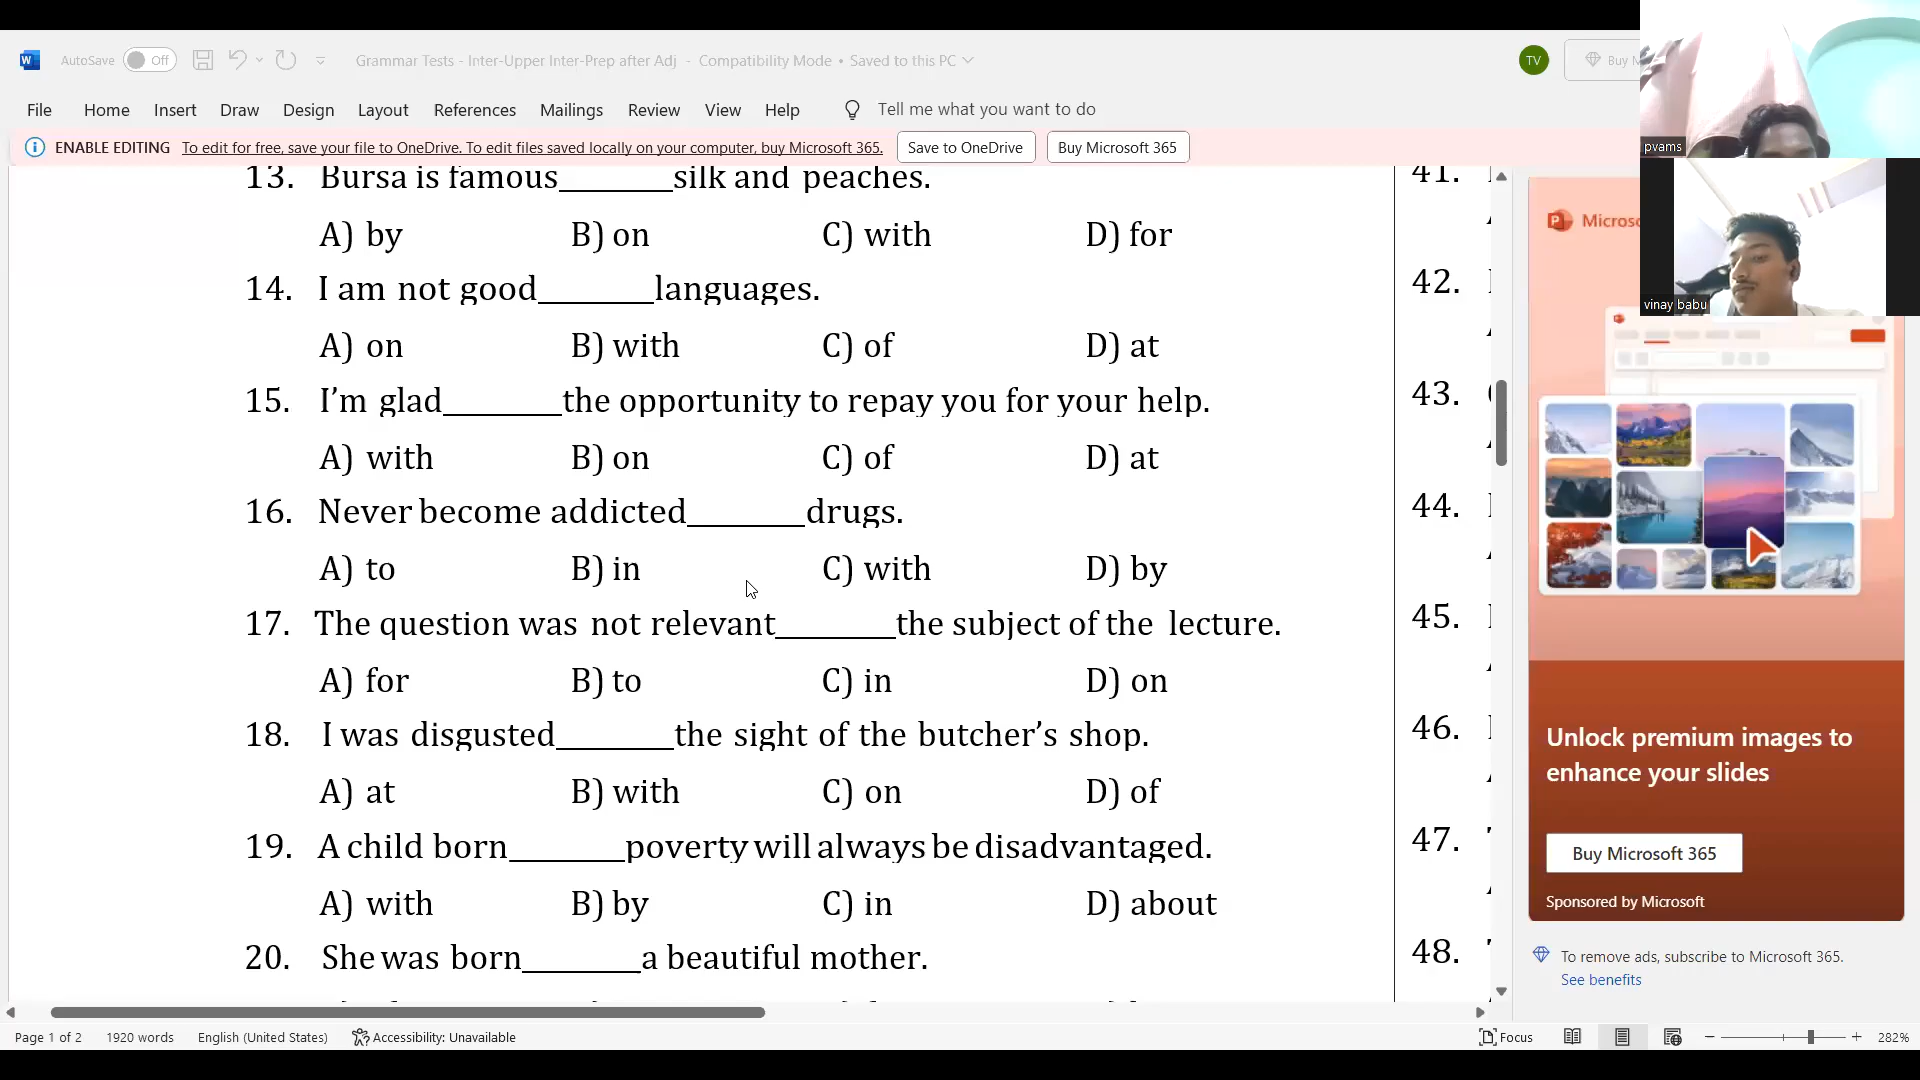 AutoSave Off Grammar Tests - Inter-Upper Inter-Prep after Adj - Compatibility Mode • Saved to this PC TV Buy
File Home Insert Draw Design Layout References Mailings Review View Help Tell me what you want to do
ENABLE EDITING To edit for free, save your file to OneDrive. To edit files saved locally on your computer, buy Microsoft 365. Save to OneDrive Buy Microsoft 365
pvams
vinay babu
13. Bursa is famous________silk and peaches.
A) by B) on C) with D) for
14. I am not good________languages.
A) on B) with C) of D) at
15. I’m glad________the opportunity to repay you for your help.
A) with B) on C) of D) at
16. Never become addicted________drugs.
A) to B) in C) with D) by
17. The question was not relevant________the subject of the lecture.
A) for B) to C) in D) on
18. I was disgusted________the sight of the butcher’s shop.
A) at B) with C) on D) of
19. A child born________poverty will always be disadvantaged.
A) with B) by C) in D) about
20. She was born________a beautiful mother.
41.
42.
43.
44.
45.
46.
47.
48.
Unlock premium images to
enhance your slides
Buy Microsoft 365
Sponsored by Microsoft
To remove ads, subscribe to Microsoft 365.
See benefits
Page 1 of 2 1920 words English (United States) Accessibility: Unavailable Focus 282%